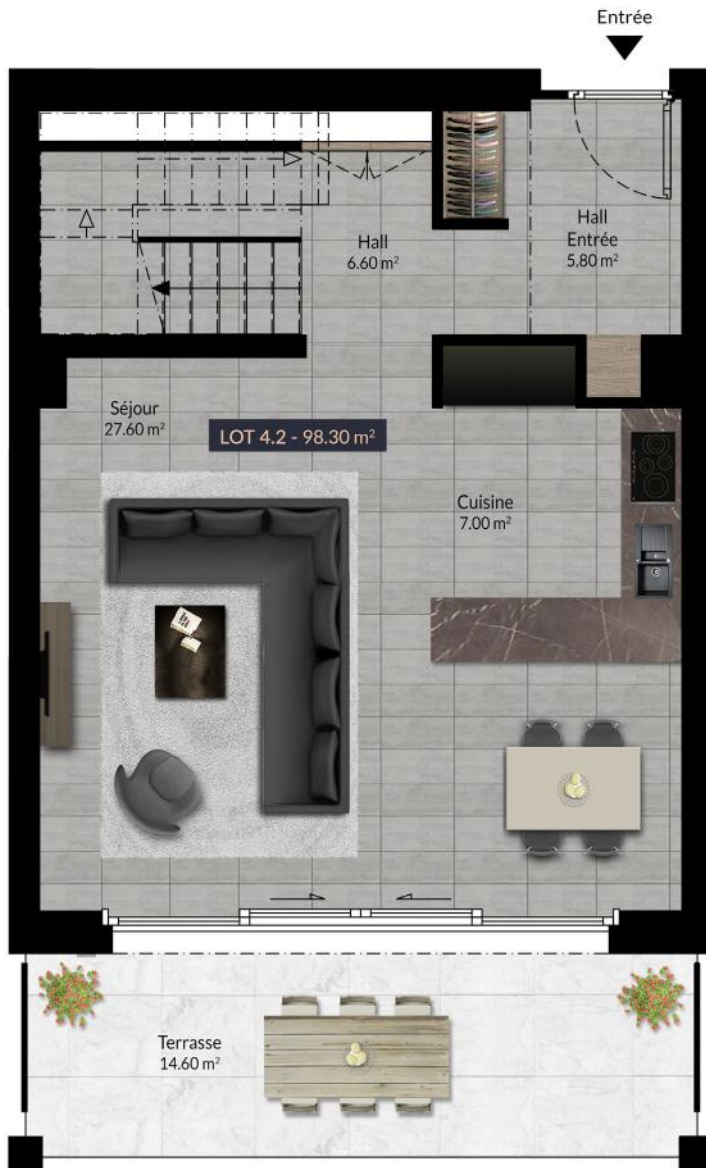 Entrée
Hall
6.60 m²
Hall
Entrée
5.80 m²
Séjour
27.60 m²
LOT 4.2 - 98.30 m²
Cuisine
7.00 m²
Terrasse
14.60 m²